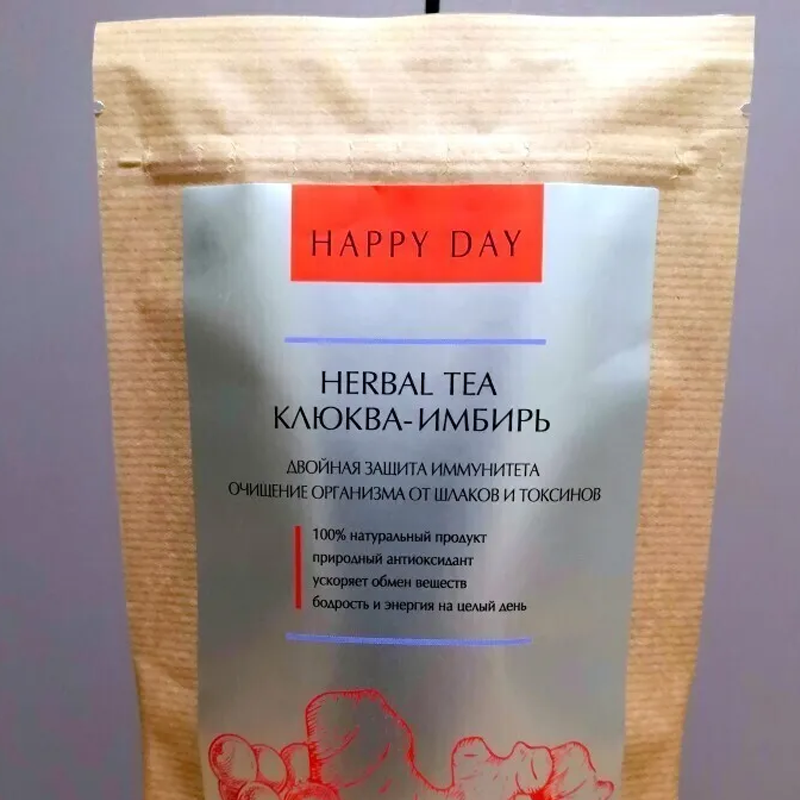 HAPPY DAY
HERBAL TEA
КЛЮКВА-ИМБИРЬ
ДВОЙНАЯ ЗАЩИТА ИММУНИТЕТА
ОЧИЩЕНИЕ ОРГАНИЗМА ОТ ШЛАКОВ И ТОКСИНОВ
100% натуральный продукт
природный антиоксидант
ускоряет обмен веществ
бодрость и энергия на целый день